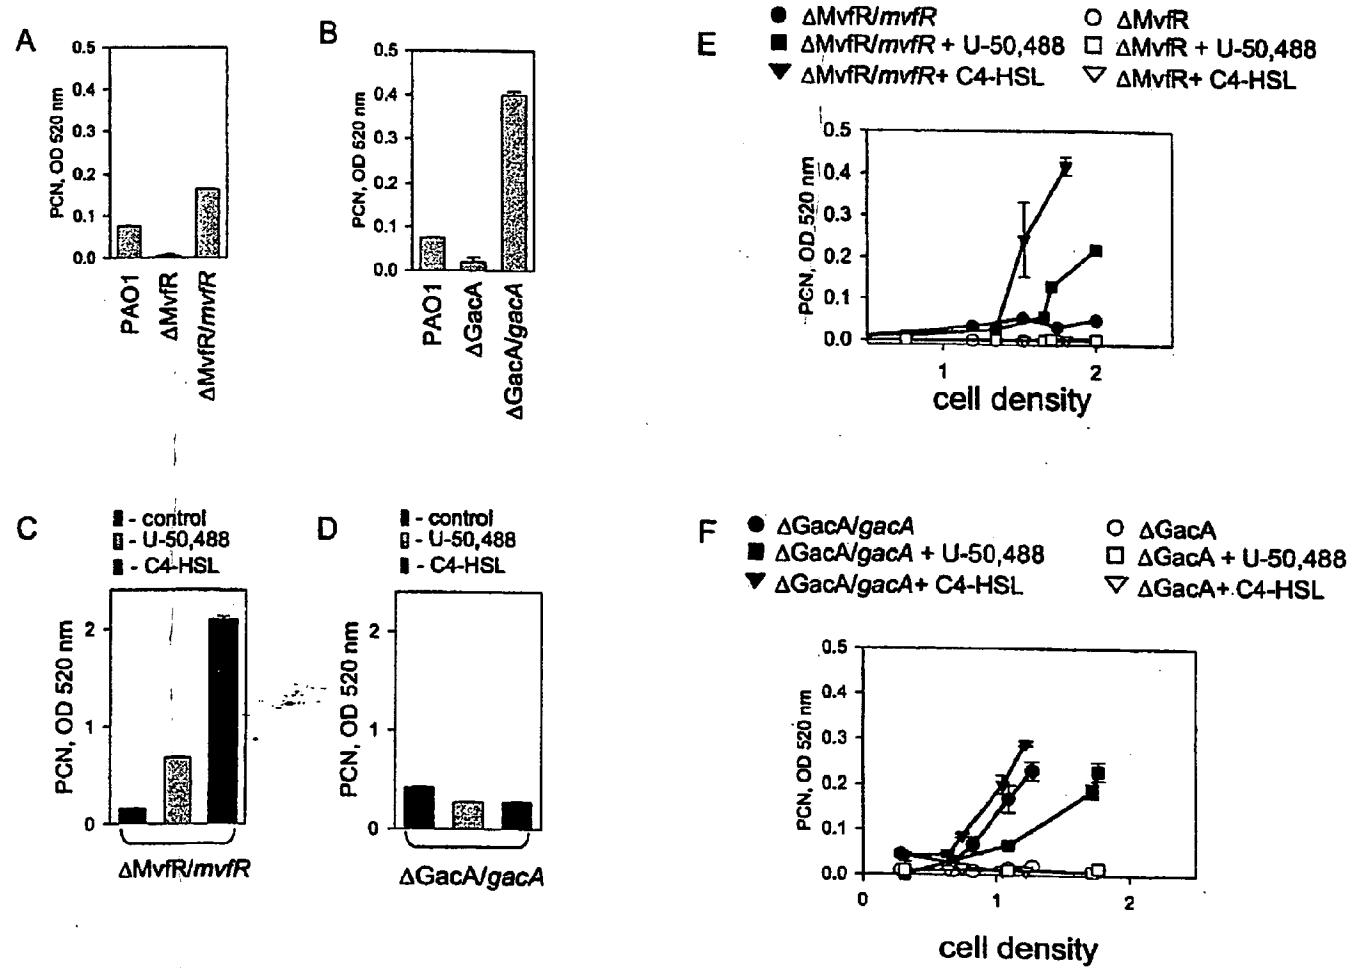 A
0.5
0.4
0.3
0.2
0.1
0.0
PCN, OD 520 nm
PAO1
ΔMvfR
ΔMvfR/mvfR
B
0.5
0.4
0.3
0.2
0.1
0.0
PCN, OD 520 nm
PAO1
ΔGacA
ΔGacA/gacA
C
- control
- U-50,488
- C4-HSL
2
1
0
PCN, OD 520 nm
ΔMvfR/mvfR
D
- control
- U-50,488
- C4-HSL
2
1
0
PCN, OD 520 nm
ΔGacA/gacA
E
ΔMvfR/mvfR
ΔMvfR/mvfR + U-50,488
ΔMvfR/mvfR+ C4-HSL
ΔMvfR
ΔMvfR + U-50,488
ΔMvfR+ C4-HSL
0.5
0.4
0.3
0.2
0.1
0.0
PCN, OD 520 nm
1
2
cell density
F
ΔGacA/gacA
ΔGacA/gacA + U-50,488
ΔGacA/gacA+ C4-HSL
ΔGacA
ΔGacA + U-50,488
ΔGacA+ C4-HSL
0.5
0.4
0.3
0.2
0.1
0.0
PCN, OD 520 nm
0
1
2
cell density